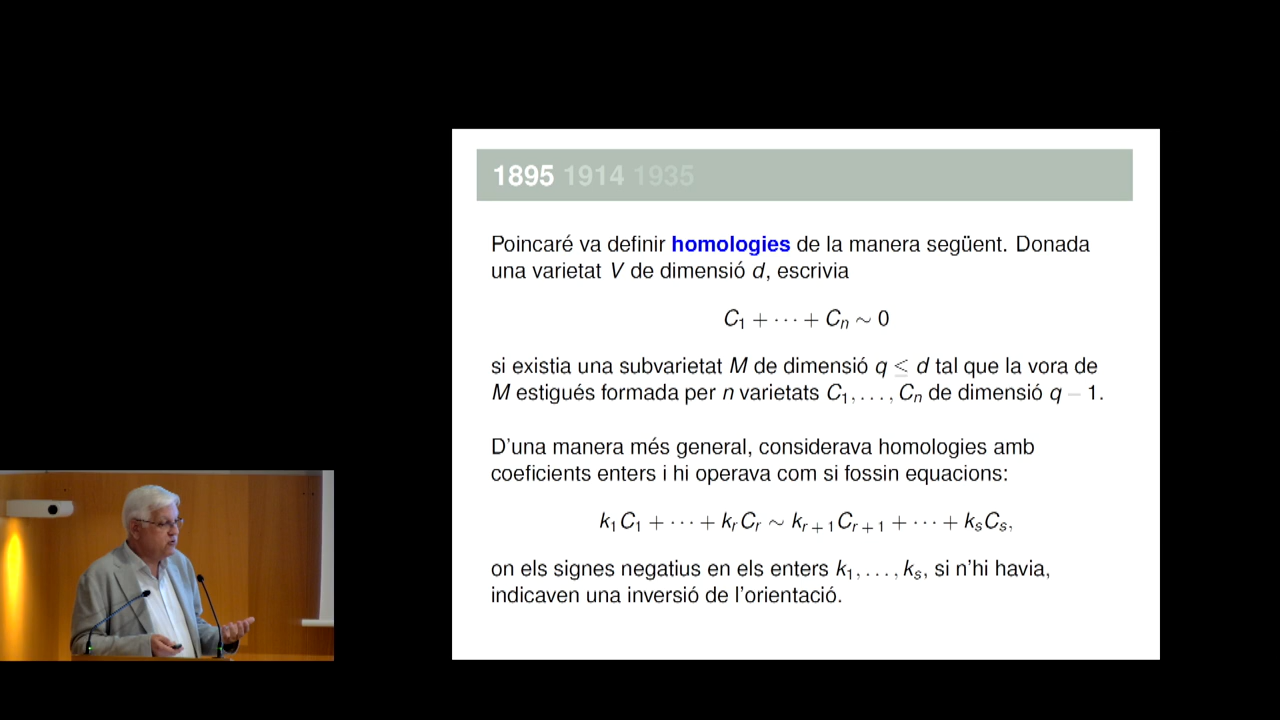 1895 1914 1935
Poincaré va definir homologies de la manera següent. Donada
una varietat V de dimensió d, escrivia
C₁ + ··· + Cₙ ∼ 0
si existia una subvarietat M de dimensió q ≤ d tal que la vora de
M estigués formada per n varietats C₁, . . . , Cₙ de dimensió q − 1.
D'una manera més general, considerava homologies amb
coeficients enters i hi operava com si fossin equacions:
k₁C₁ + ··· + kᵣCᵣ ∼ kᵣ₊₁Cᵣ₊₁ + ··· + kₛCₛ,
on els signes negatius en els enters k₁, . . . , kₛ, si n'hi havia,
indicaven una inversió de l'orientació.